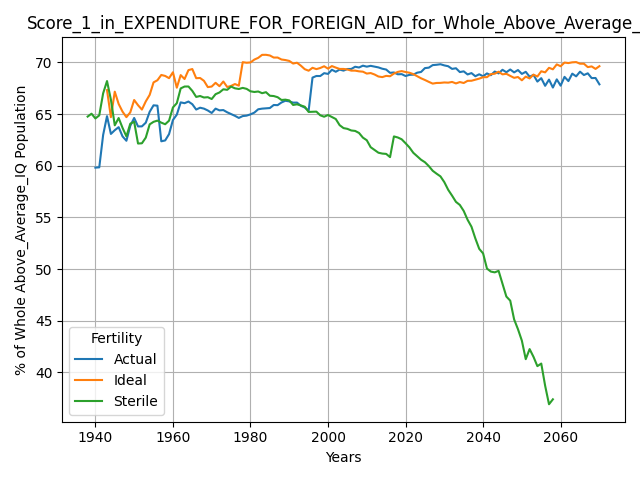 Score_1_in_EXPENDITURE_FOR_FOREIGN_AID_for_Whole_Above_Average_
% of Whole Above_Average_IQ Population
70
65
60
55
50
45
40
Fertility
Actual
Ideal
Sterile
1940 1960 1980 2000 2020 2040 2060
Years